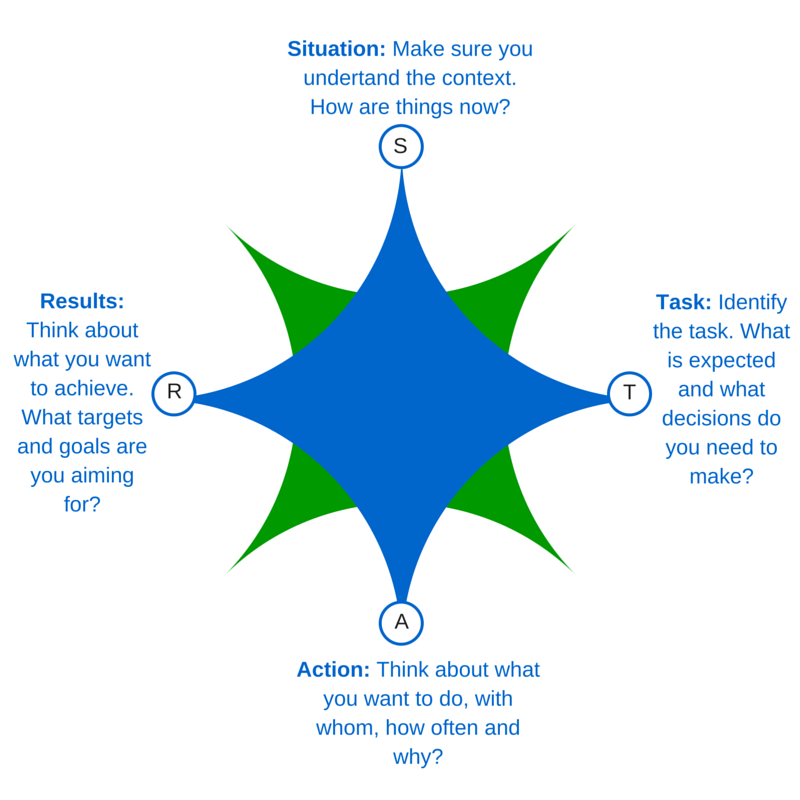 Situation: Make sure you
undertand the context.
How are things now?
S
Results:
Think about
what you want
to achieve.
What targets
and goals are
you aiming
for?
R
T
Task: Identify
the task. What
is expected
and what
decisions do
you need to
make?
A
Action: Think about what
you want to do, with
whom, how often and
why?